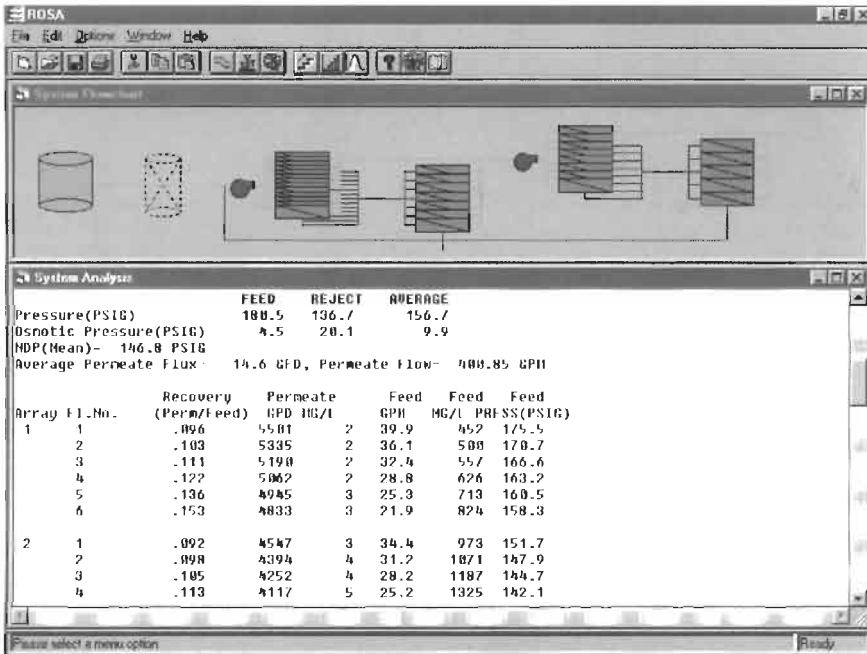 ROSA
File Edit Options Window Help
System Flowchart
System Analysis
FEED REJECT AVERAGE
Pressure(PSIG) 180.5 136.7 156.7
Osmotic Pressure(PSIG) 4.5 20.1 9.9
NDP(Mean)- 146.8 PSIG
Average Permeate Flux- 14.6 GFD, Permeate Flow- 400.85 GPM
Recovery Permeate Feed Feed Feed
Array El.No. (Perm/Feed) GPD MG/L GPM MG/L PRESS(PSIG)
1 1 .096 5501 2 39.9 452 175.5
2 .103 5335 2 36.1 500 170.7
3 .111 5190 2 32.4 557 166.6
4 .122 5062 2 28.8 626 163.2
5 .136 4945 3 25.3 713 160.5
6 .153 4833 3 21.9 824 158.3
2 1 .092 4547 3 34.4 973 151.7
2 .098 4394 4 31.2 1071 147.9
3 .105 4252 4 28.2 1187 144.7
4 .113 4117 5 25.2 1325 142.1
Please select a menu option Ready